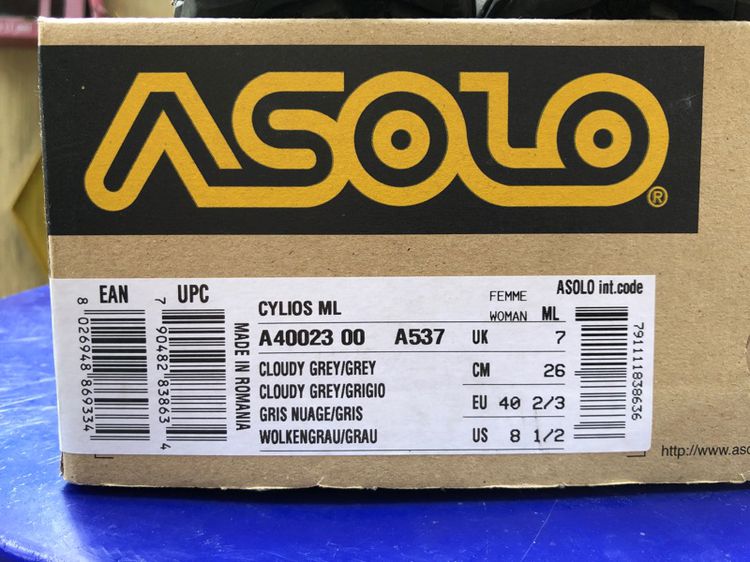 ASOLO®
EAN
8 026948 869334
UPC
7 90482 83863 4
MADE IN ROMANIA
CYLIOS ML
A40023 00 A537
CLOUDY GREY/GREY
CLOUDY GREY/GRIGIO
GRIS NUAGE/GRIS
WOLKENGRAU/GRAU
FEMME
WOMAN ML
UK 7
CM 26
EU 40 2/3
US 8 1/2
ASOLO int.code
791111838636
http://www.aso